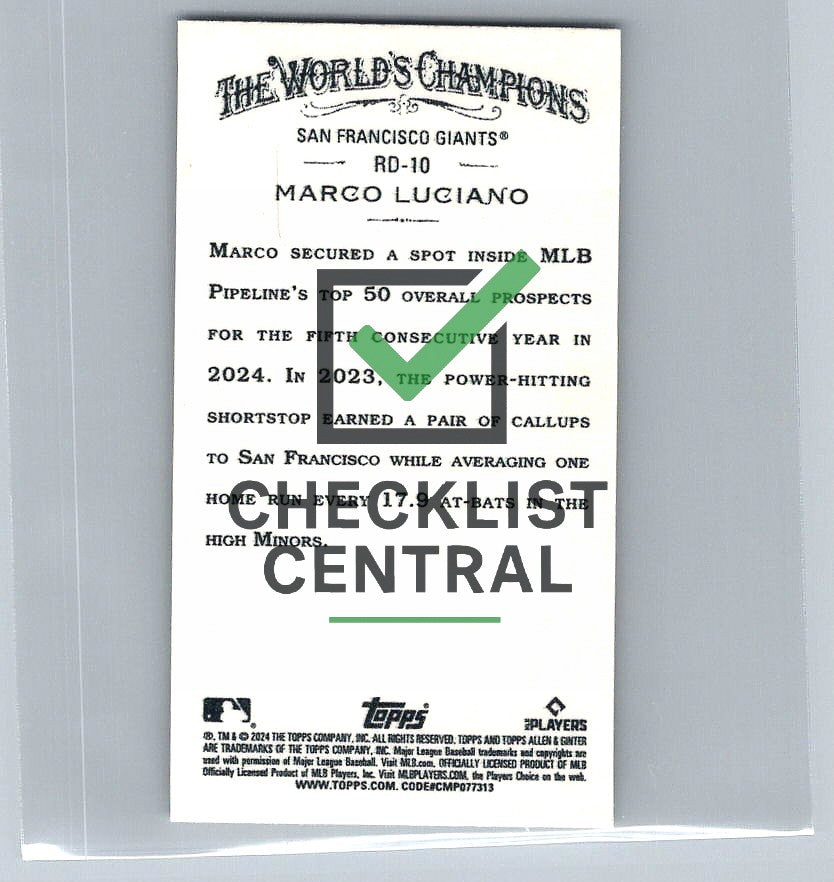 THE WORLD'S CHAMPIONS
SAN FRANCISCO GIANTS®
RD-10
MARCO LUCIANO
MARCO SECURED A SPOT INSIDE MLB
PIPELINE'S TOP 50 OVERALL PROSPECTS
FOR THE FIFTH CONSECUTIVE YEAR IN
2024. IN 2023, THE POWER-HITTING
SHORTSTOP EARNED A PAIR OF CALLUPS
TO SAN FRANCISCO WHILE AVERAGING ONE
HOME RUN EVERY 17.9 AT-BATS IN THE
HIGH MINORS.
CHECKLIST
CENTRAL
Topps
PLAYERS
®, TM & © 2024 THE TOPPS COMPANY, INC. ALL RIGHTS RESERVED. TOPPS AND TOPPS ALLEN & GINTER
ARE TRADEMARKS OF THE TOPPS COMPANY, INC. Major League Baseball trademarks and copyrights are
used with permission of Major League Baseball. Visit MLB.com. OFFICIALLY LICENSED PRODUCT OF MLB
Officially Licensed Product of MLB Players, Inc. Visit MLBPLAYERS.COM, the Players Choice on the web.
WWW.TOPPS.COM. CODE#CMP077313